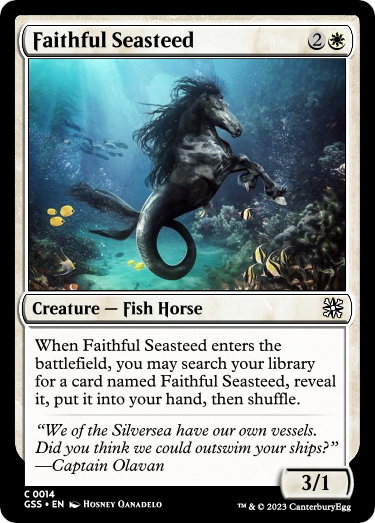 Faithful Seasteed 2
Creature — Fish Horse
When Faithful Seasteed enters the
battlefield, you may search your library
for a card named Faithful Seasteed, reveal
it, put it into your hand, then shuffle.
“We of the Silversea have our own vessels.
Did you think we could outswim your ships?”
—Captain Olavan
3/1
C 0014
GSS • EN Hosney Qanadelo
™ & © 2023 CanterburyEgg